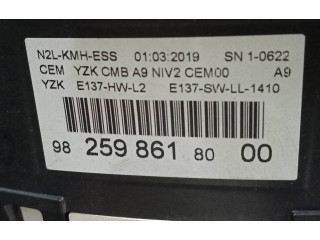 N2L-KMH-ESS 01:03:2019 SN 1-0622
CEM YZK CMB A9 NIV2 CEM00 A9
YZK E137-HW-L2 E137-SW-LL-1410
98 259 861 80 00